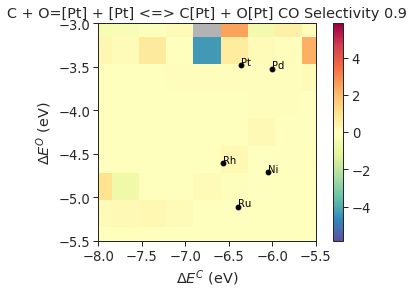 C + O=[Pt] + [Pt] <=> C[Pt] + O[Pt] CO Selectivity 0.9
−3.0
−3.5
−4.0
−4.5
−5.0
−5.5
ΔE^O (eV)
Pt
Pd
Rh
Ni
Ru
−8.0 −7.5 −7.0 −6.5 −6.0 −5.5
ΔE^C (eV)
4
2
0
−2
−4